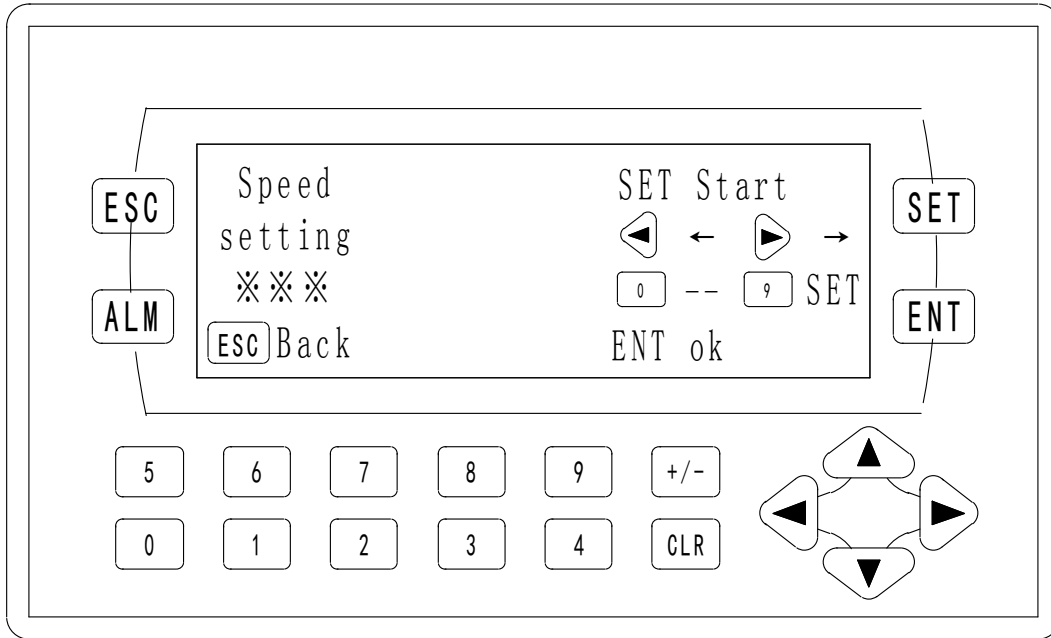 ESC
ALM
Speed
setting
※※※
ESC Back
SET Start
← →
0 -- 9 SET
ENT ok
SET
ENT
5 6 7 8 9 +/-
0 1 2 3 4 CLR